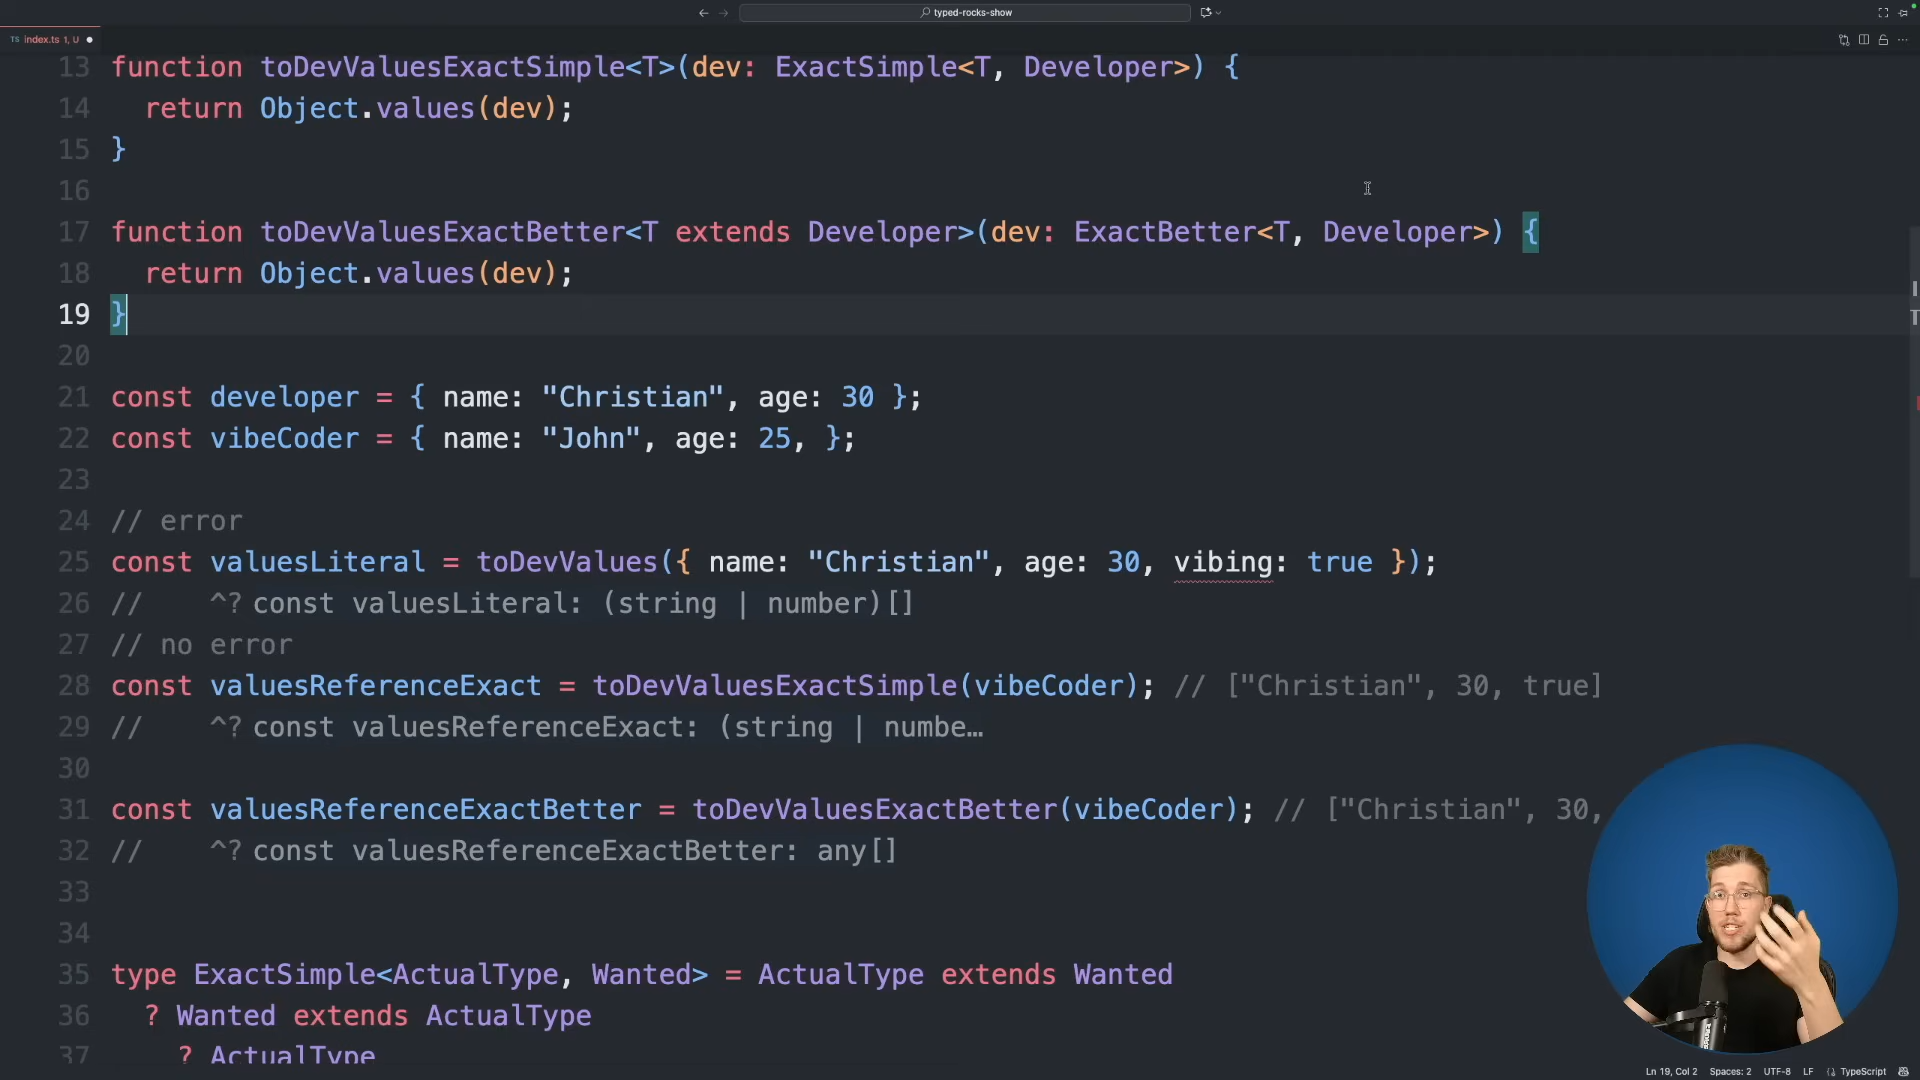 typed-rocks-show
TS index.ts 1, U
13 function toDevValuesExactSimple<T>(dev: ExactSimple<T, Developer>) {
14 return Object.values(dev);
15 }
16
17 function toDevValuesExactBetter<T extends Developer>(dev: ExactBetter<T, Developer>) {
18 return Object.values(dev);
19 }
20
21 const developer = { name: "Christian", age: 30 };
22 const vibeCoder = { name: "John", age: 25, };
23
24 // error
25 const valuesLiteral = toDevValues({ name: "Christian", age: 30, vibing: true });
26 // ^? const valuesLiteral: (string | number)[]
27 // no error
28 const valuesReferenceExact = toDevValuesExactSimple(vibeCoder); // ["Christian", 30, true]
29 // ^? const valuesReferenceExact: (string | numbe…
30
31 const valuesReferenceExactBetter = toDevValuesExactBetter(vibeCoder); // ["Christian", 30,
32 // ^? const valuesReferenceExactBetter: any[]
33
34
35 type ExactSimple<ActualType, Wanted> = ActualType extends Wanted
36 ? Wanted extends ActualType
37 ? ActualType
Ln 19, Col 2 Spaces: 2 UTF-8 LF {} TypeScript